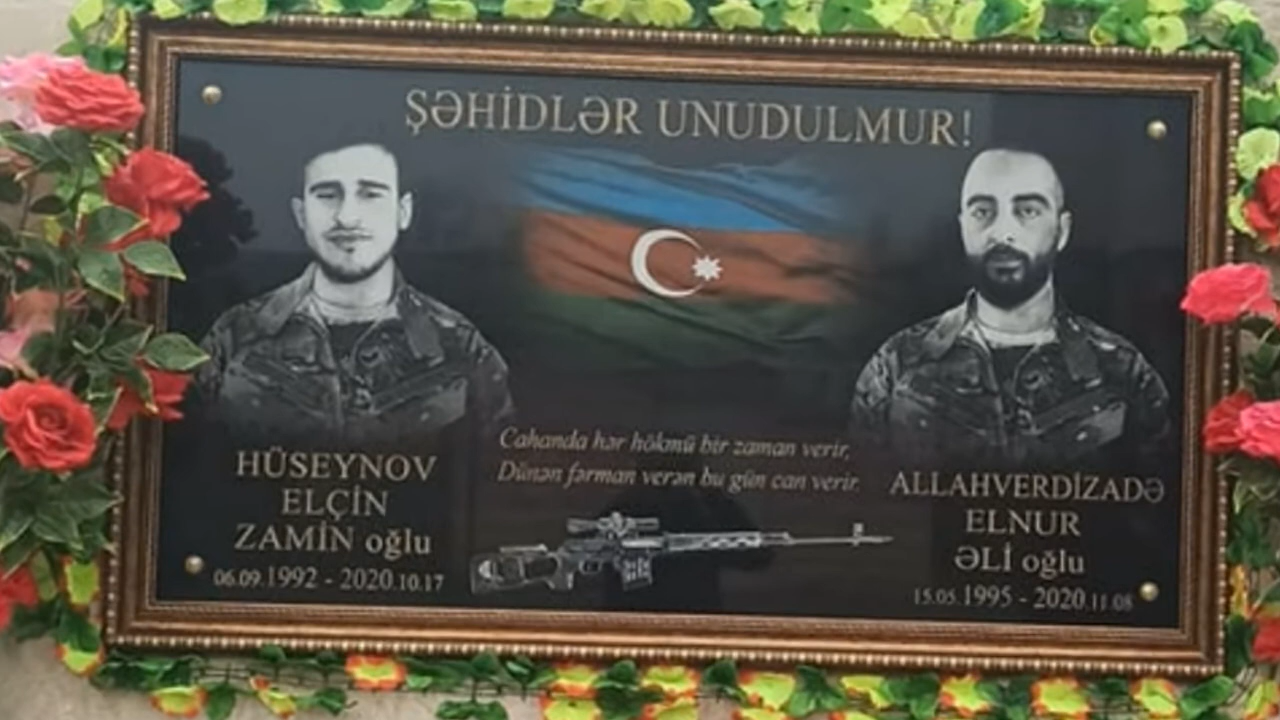 ŞƏHİDLƏR UNUDULMUR!
Cahanda hər hökmü bir zaman verir,
Dünən fərman verən bu gün can verir.
HÜSEYNOV
ELÇİN
ZAMİN oğlu
06.09.1992 - 2020.10.17
ALLAHVERDİZADƏ
ELNUR
ƏLİ oğlu
15.05.1995 - 2020.11.08